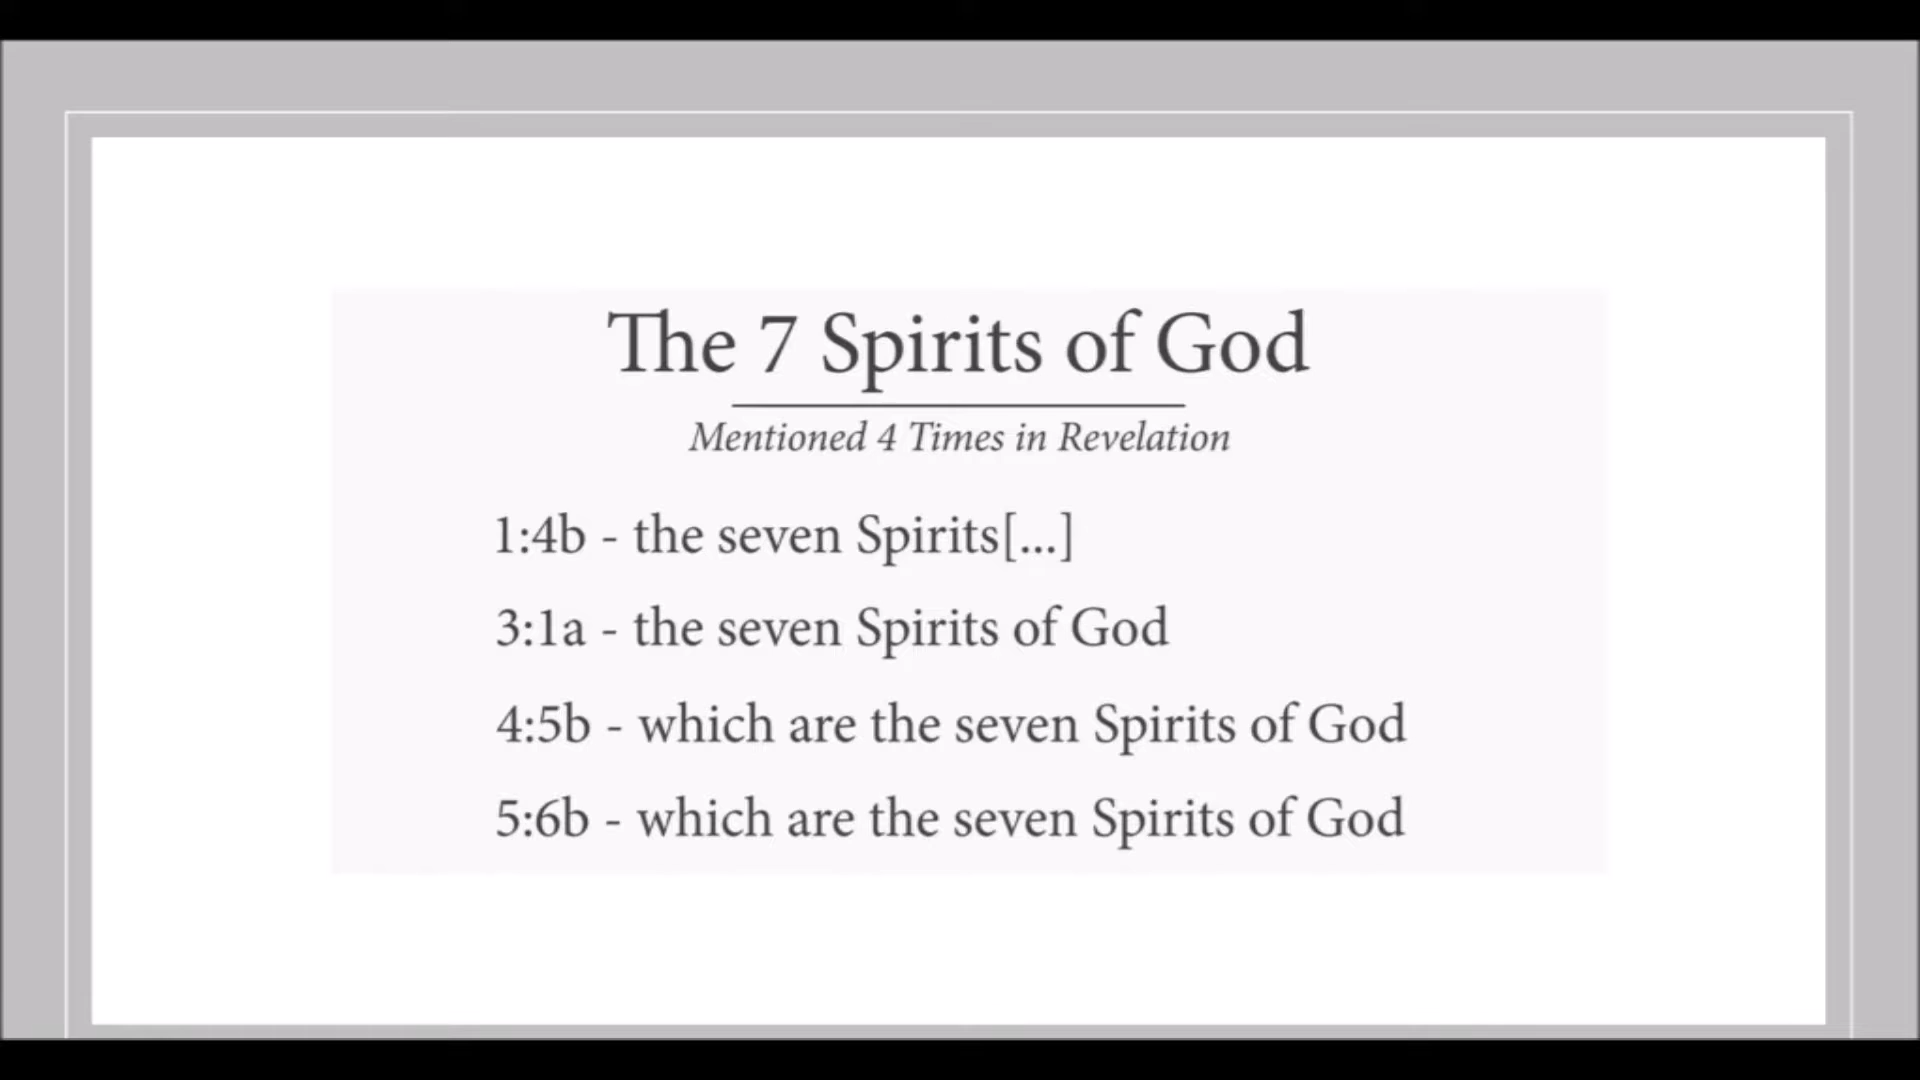 The 7 Spirits of God
Mentioned 4 Times in Revelation
1:4b - the seven Spirits[...]
3:1a - the seven Spirits of God
4:5b - which are the seven Spirits of God
5:6b - which are the seven Spirits of God